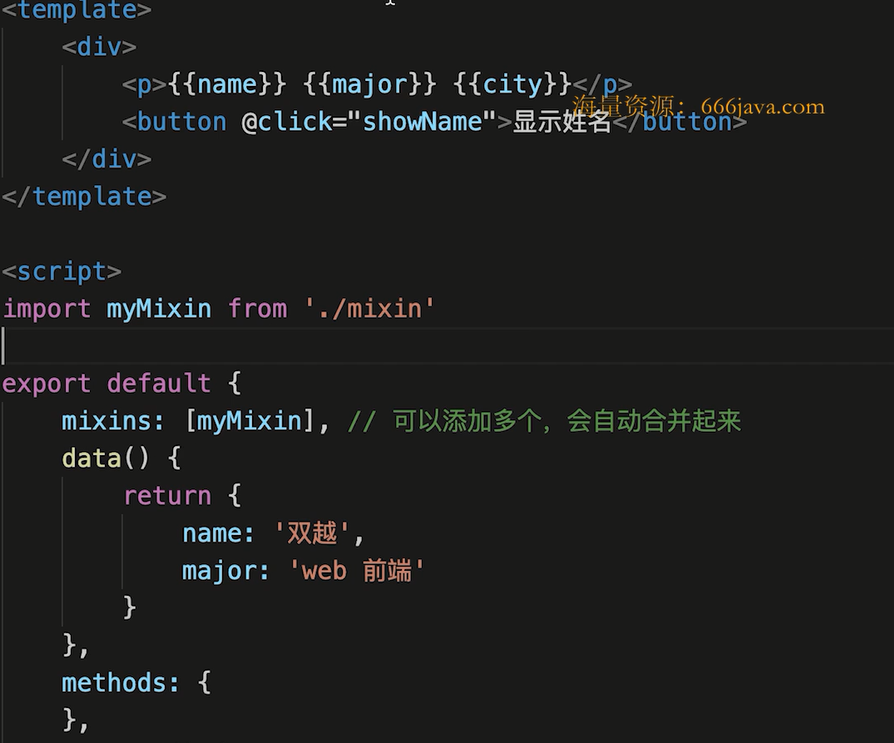 <template>
    <div>
        <p>{{name}} {{major}} {{city}}</p>
海量资源：666java.com
        <button @click="showName">显示姓名</button>
    </div>
</template>
<script>
import myMixin from './mixin'
export default {
    mixins: [myMixin], // 可以添加多个，会自动合并起来
    data() {
        return {
            name: '双越',
            major: 'web 前端'
        }
    },
    methods: {
    },